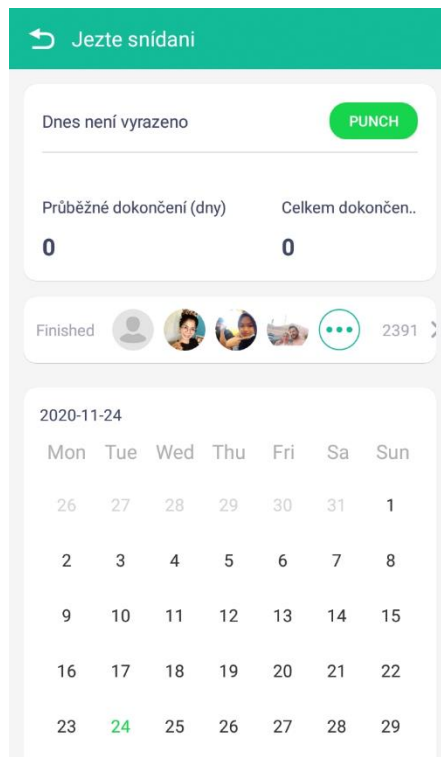 Jezte snídani
Dnes není vyrazeno PUNCH
Průběžné dokončení (dny) Celkem dokončen..
0 0
Finished 2391
2020-11-24
Mon Tue Wed Thu Fri Sa Sun
26 27 28 29 30 31 1
2 3 4 5 6 7 8
9 10 11 12 13 14 15
16 17 18 19 20 21 22
23 24 25 26 27 28 29